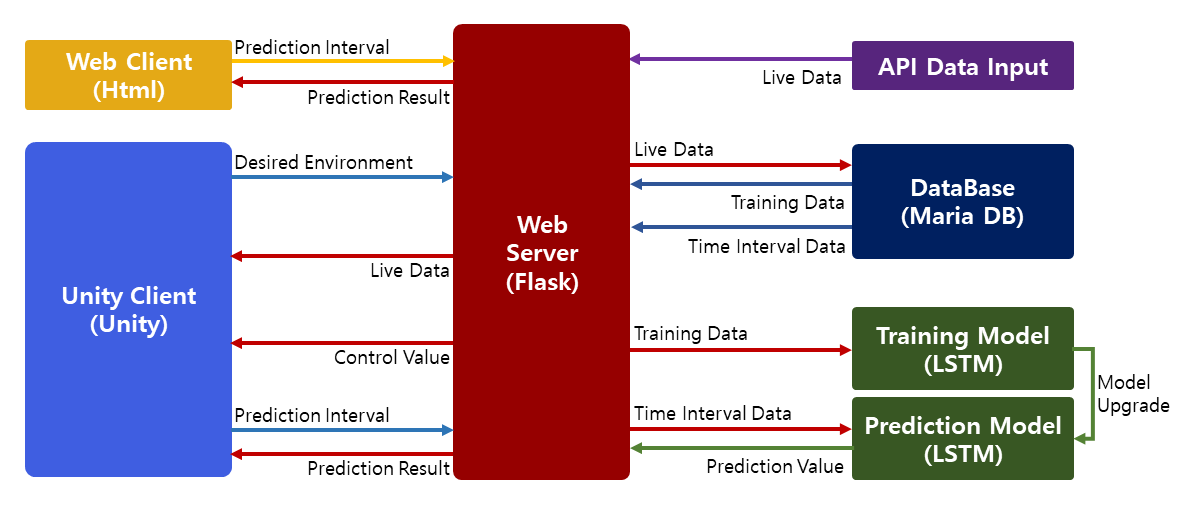 Web Client
(Html)
Prediction Interval
Prediction Result
Unity Client
(Unity)
Desired Environment
Live Data
Control Value
Prediction Interval
Prediction Result
Web
Server
(Flask)
API Data Input
Live Data
Live Data
Training Data
Time Interval Data
DataBase
(Maria DB)
Training Data
Training Model
(LSTM)
Model
Upgrade
Time Interval Data
Prediction Value
Prediction Model
(LSTM)